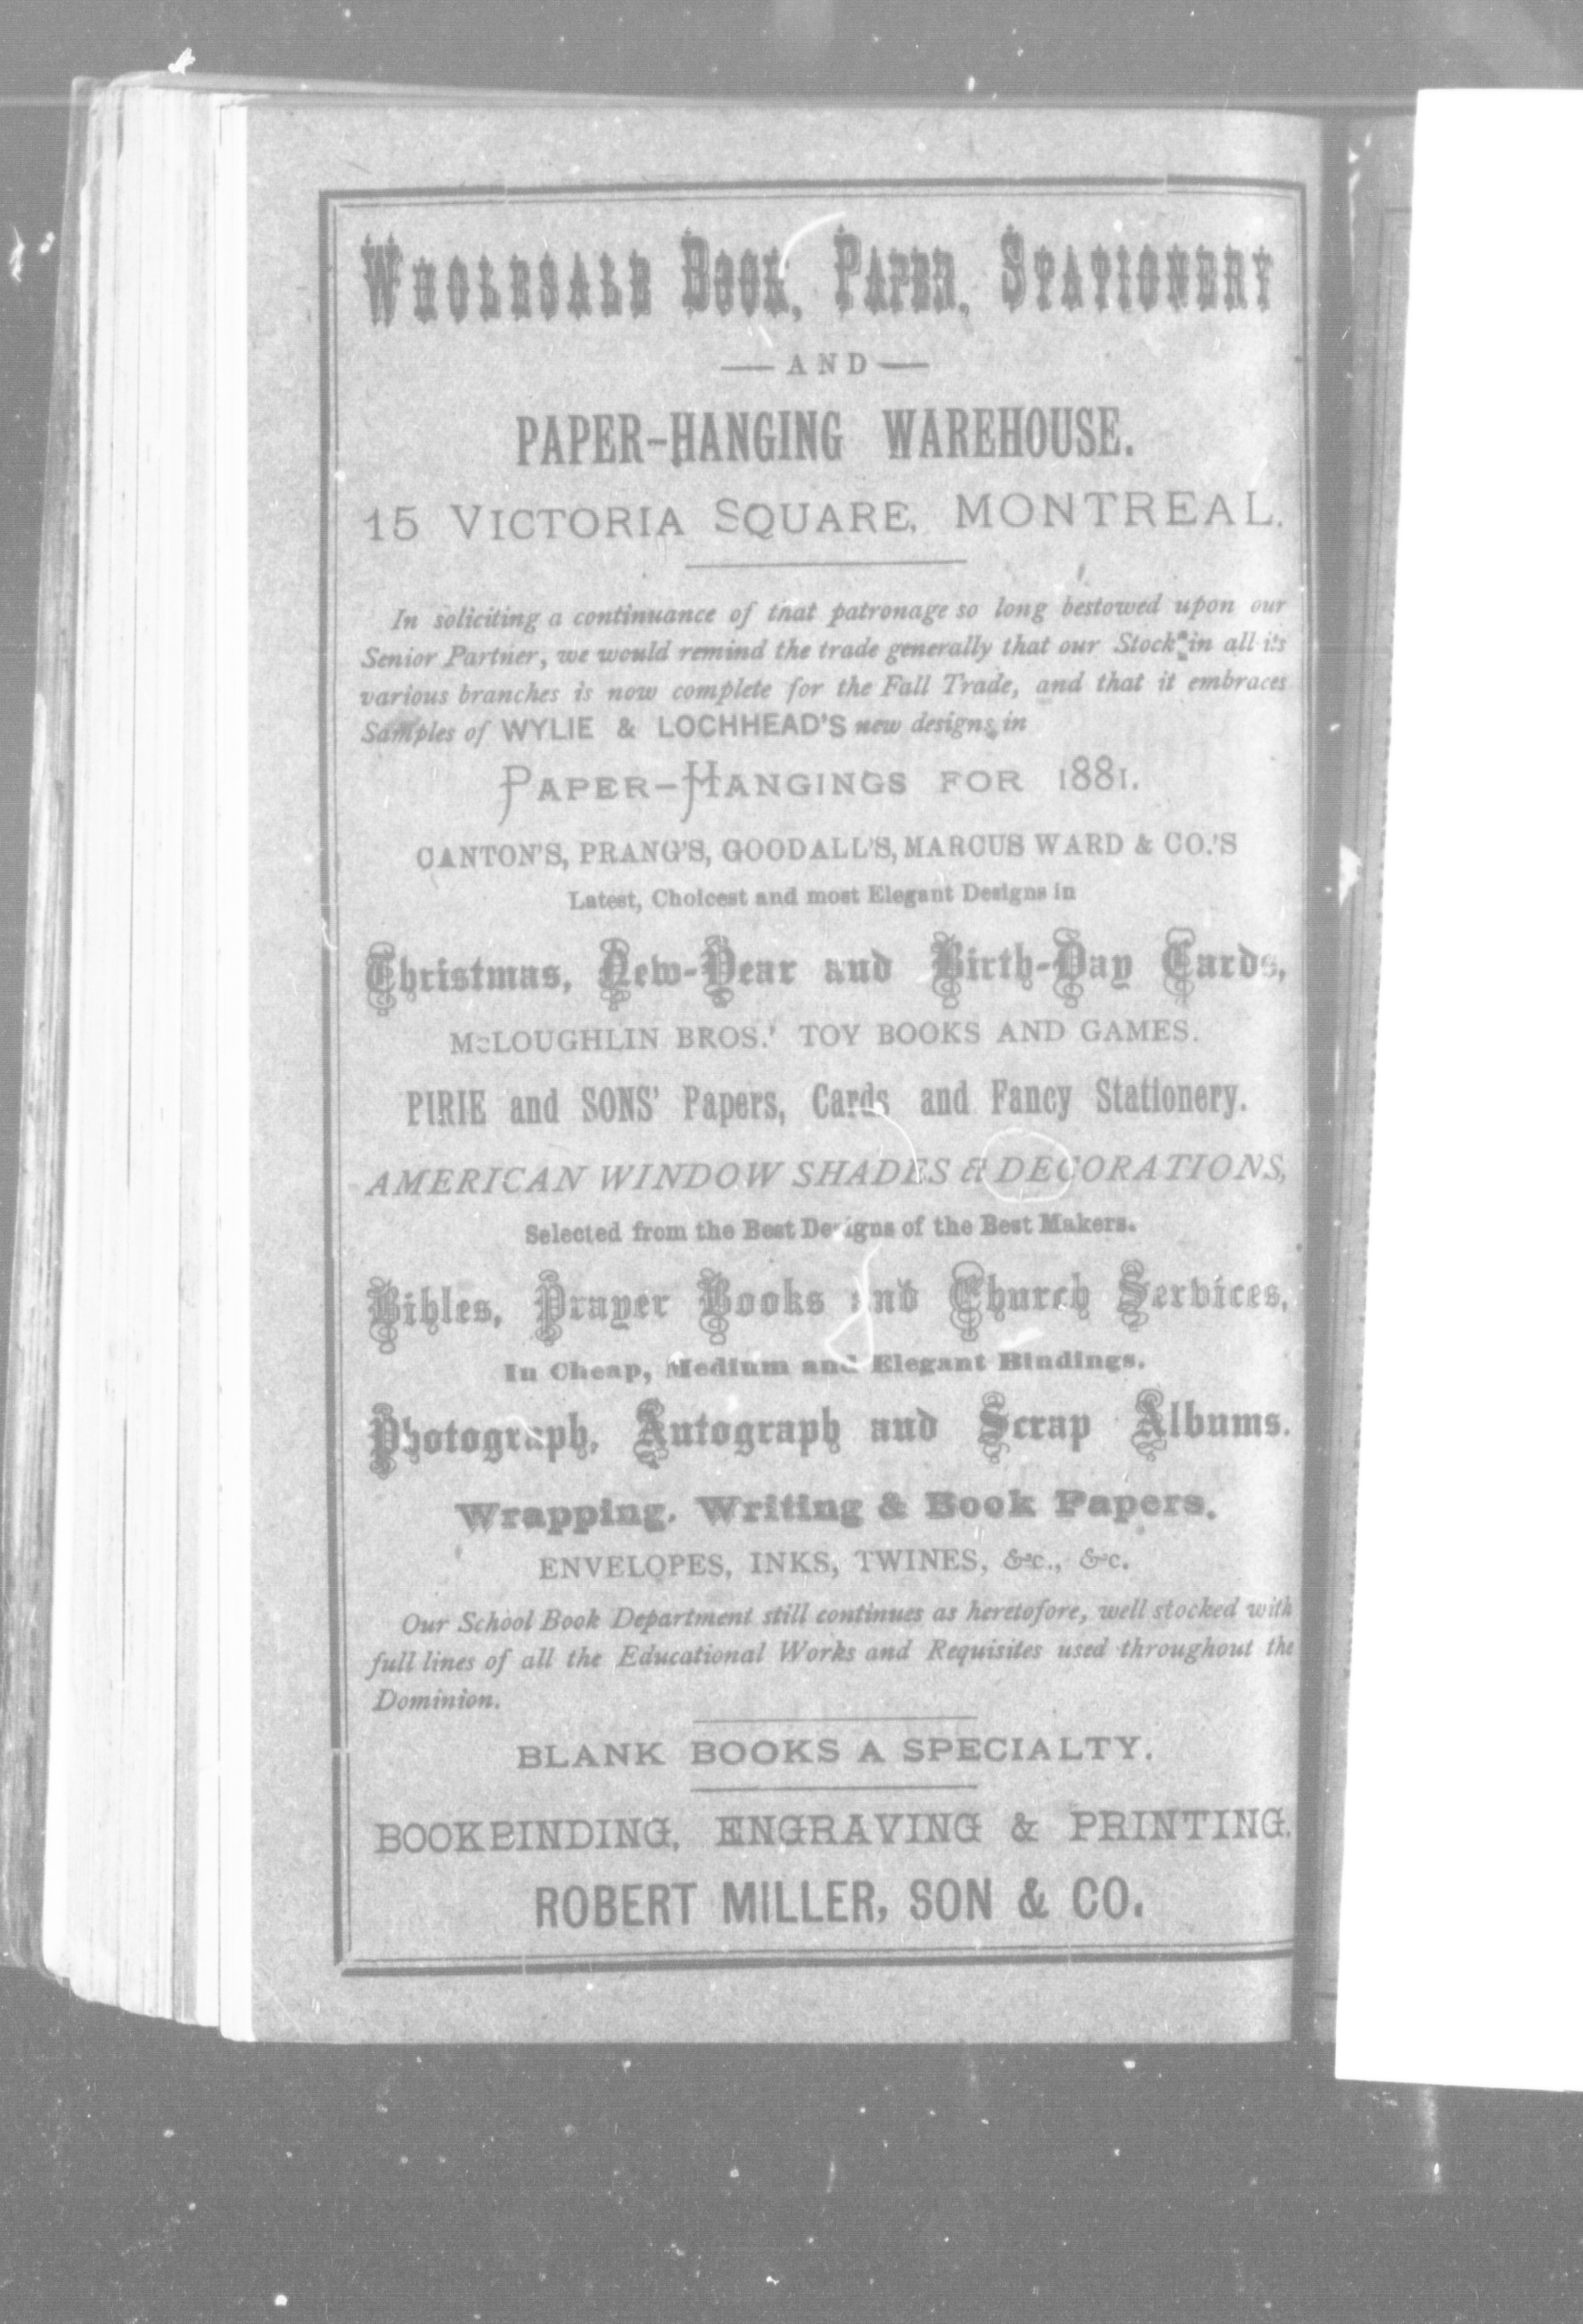 WHOLESALE BOOK, PAPER, STATIONERY
—AND—
PAPER-HANGING WAREHOUSE.
15 VICTORIA SQUARE, MONTREAL.
In soliciting a continuance of that patronage so long bestowed upon our
Senior Partner, we would remind the trade generally that our Stock in all its
various branches is now complete for the Fall Trade, and that it embraces
Samples of WYLIE & LOCHHEAD'S new designs in
PAPER-HANGINGS FOR 1881.
CANTON'S, PRANG'S, GOODALL'S, MARCUS WARD & CO.'S
Latest, Choicest and most Elegant Designs in
Christmas, New-Year and Birth-Day Cards,
McLOUGHLIN BROS.' TOY BOOKS AND GAMES.
PIRIE and SONS' Papers, Cards and Fancy Stationery.
AMERICAN WINDOW SHADES & DECORATIONS,
Selected from the Best Designs of the Best Makers.
Bibles, Prayer Books and Church Services,
In Cheap, Medium and Elegant Bindings.
Photograph, Autograph and Scrap Albums.
Wrapping, Writing & Book Papers.
ENVELOPES, INKS, TWINES, &c., &c.
Our School Book Department still continues as heretofore, well stocked with
full lines of all the Educational Works and Requisites used throughout the
Dominion.
BLANK BOOKS A SPECIALTY.
BOOKBINDING, ENGRAVING & PRINTING.
ROBERT MILLER, SON & CO.